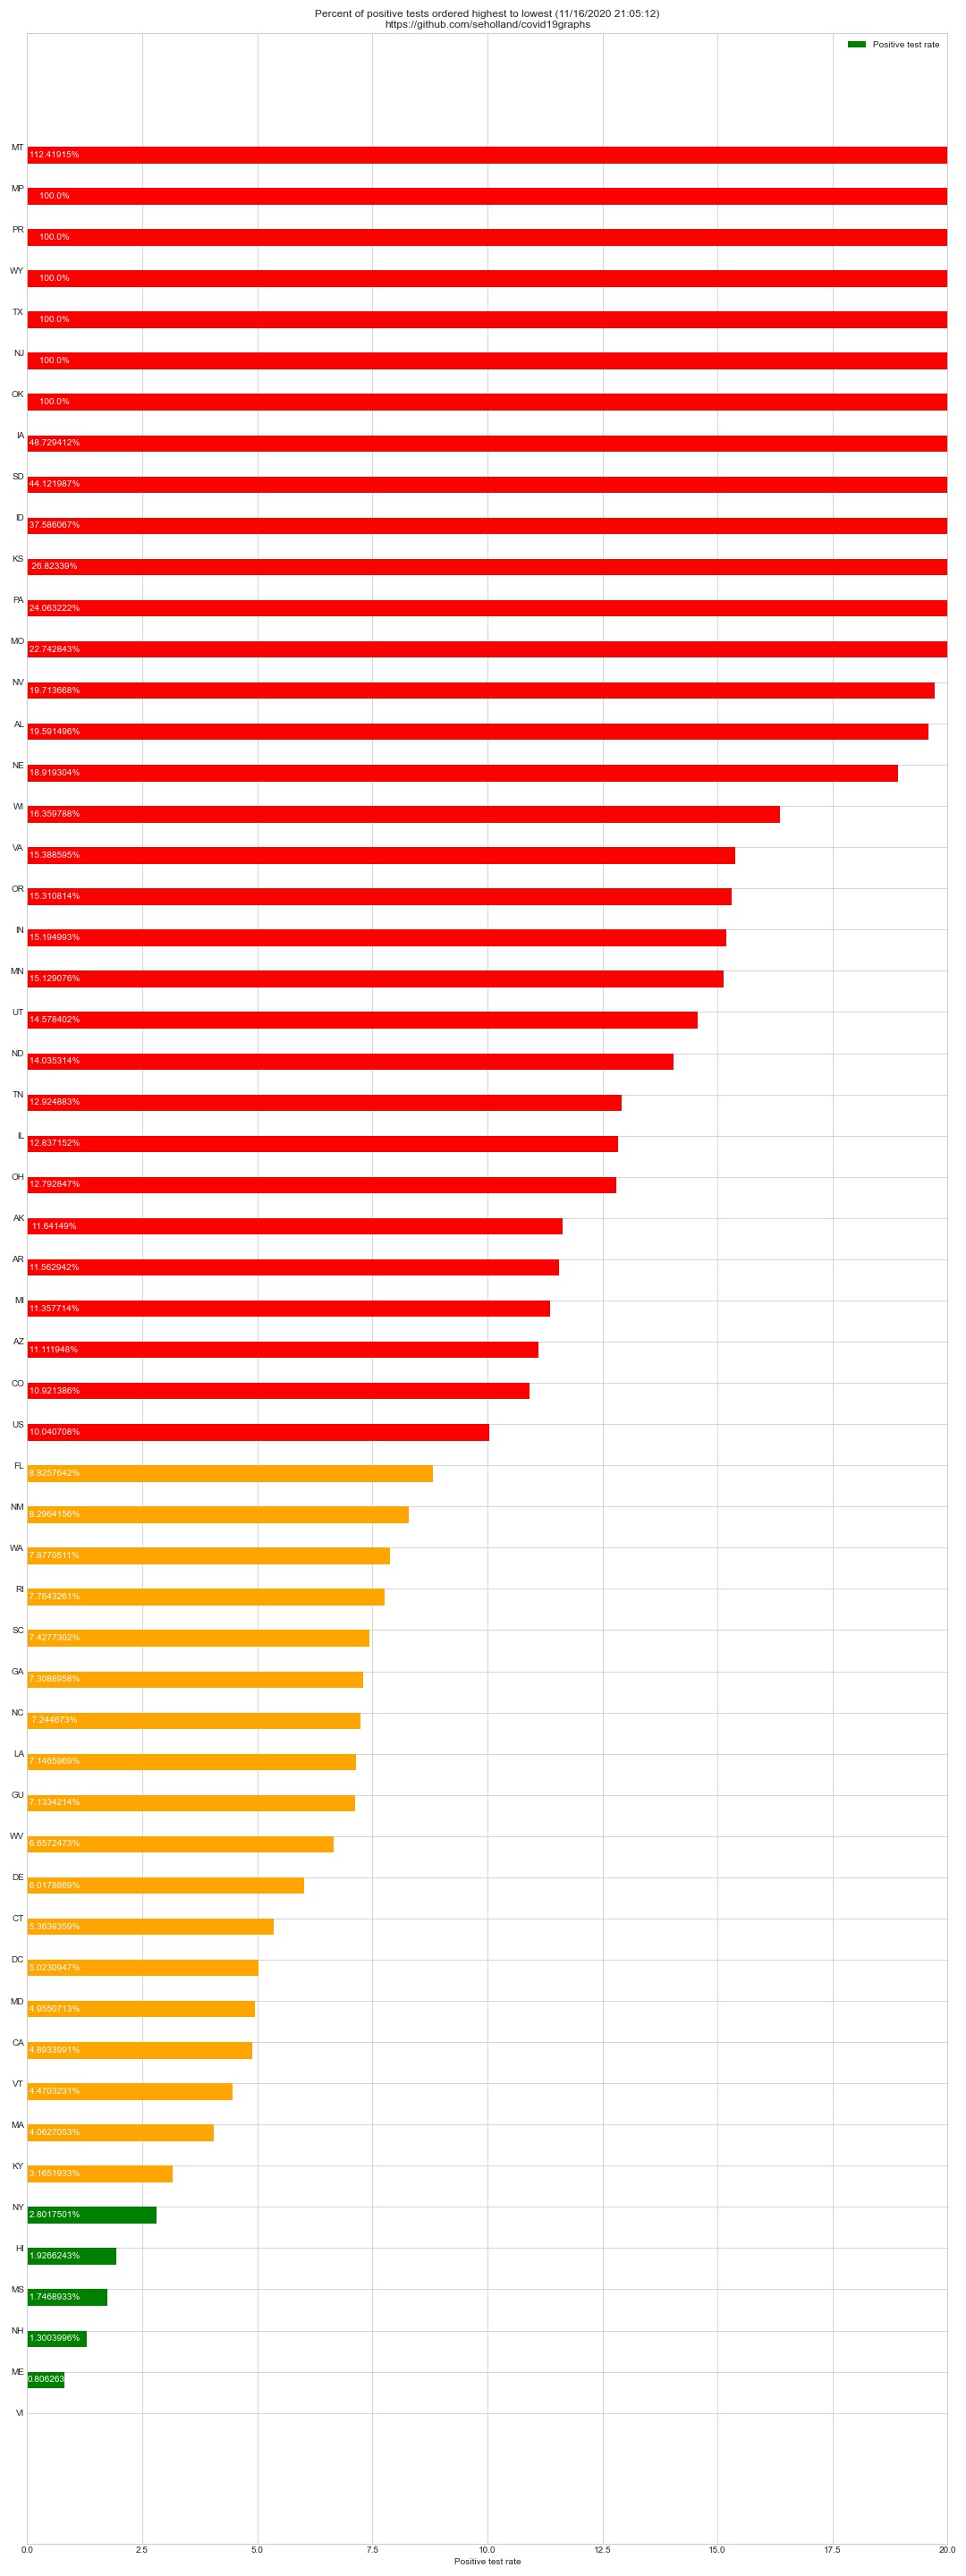 Percent of positive tests ordered highest to lowest (11/16/2020 21:05:12)
https://github.com/seholland/covid19graphs
Positive test rate
MT 112.41915%
MP 100.0%
PR 100.0%
WY 100.0%
TX 100.0%
NJ 100.0%
OK 100.0%
IA 48.729412%
SD 44.121987%
ID 37.586067%
KS 26.82339%
PA 24.063222%
MO 22.742843%
NV 19.713668%
AL 19.591496%
NE 18.919304%
WI 16.359788%
VA 15.388595%
OR 15.310814%
IN 15.194993%
MN 15.129076%
UT 14.578402%
ND 14.035314%
TN 12.924883%
IL 12.837152%
OH 12.792847%
AK 11.64149%
AR 11.562942%
MI 11.357714%
AZ 11.111948%
CO 10.921386%
US 10.040708%
FL 8.8257642%
NM 8.2964156%
WA 7.8770511%
RI 7.7643261%
SC 7.4277302%
GA 7.3088958%
NC 7.244673%
LA 7.1465969%
GU 7.1334214%
WV 6.6572473%
DE 6.0178869%
CT 5.3639359%
DC 5.0230947%
MD 4.9550713%
CA 4.8933991%
VT 4.4703231%
MA 4.0627053%
KY 3.1651933%
NY 2.8017501%
HI 1.9266243%
MS 1.7468933%
NH 1.3003996%
ME 0.806263
VI
0.0 2.5 5.0 7.5 10.0 12.5 15.0 17.5 20.0
Positive test rate